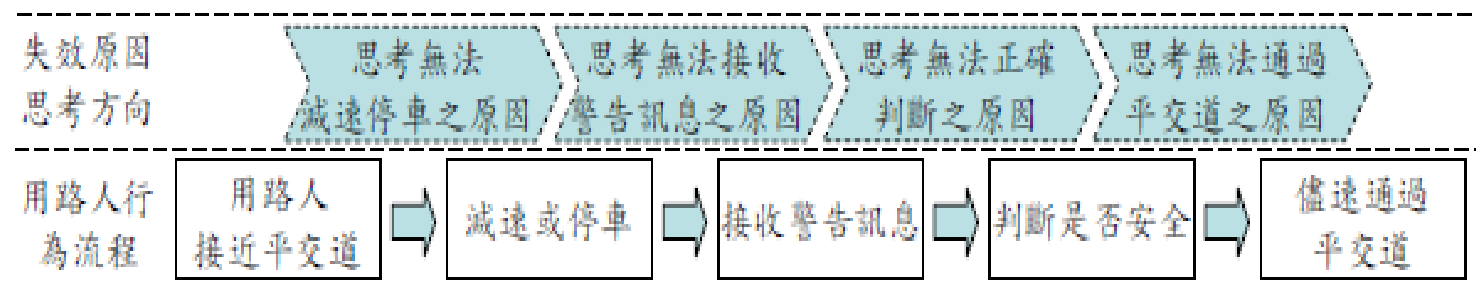 失效原因
思考方向
思考無法
減速停車之原因
思考無法接收
警告訊息之原因
思考無法正確
判斷之原因
思考無法通過
平交道之原因
用路人行
為流程
用路人
接近平交道
減速或停車
接收警告訊息
判斷是否安全
儘速通過
平交道